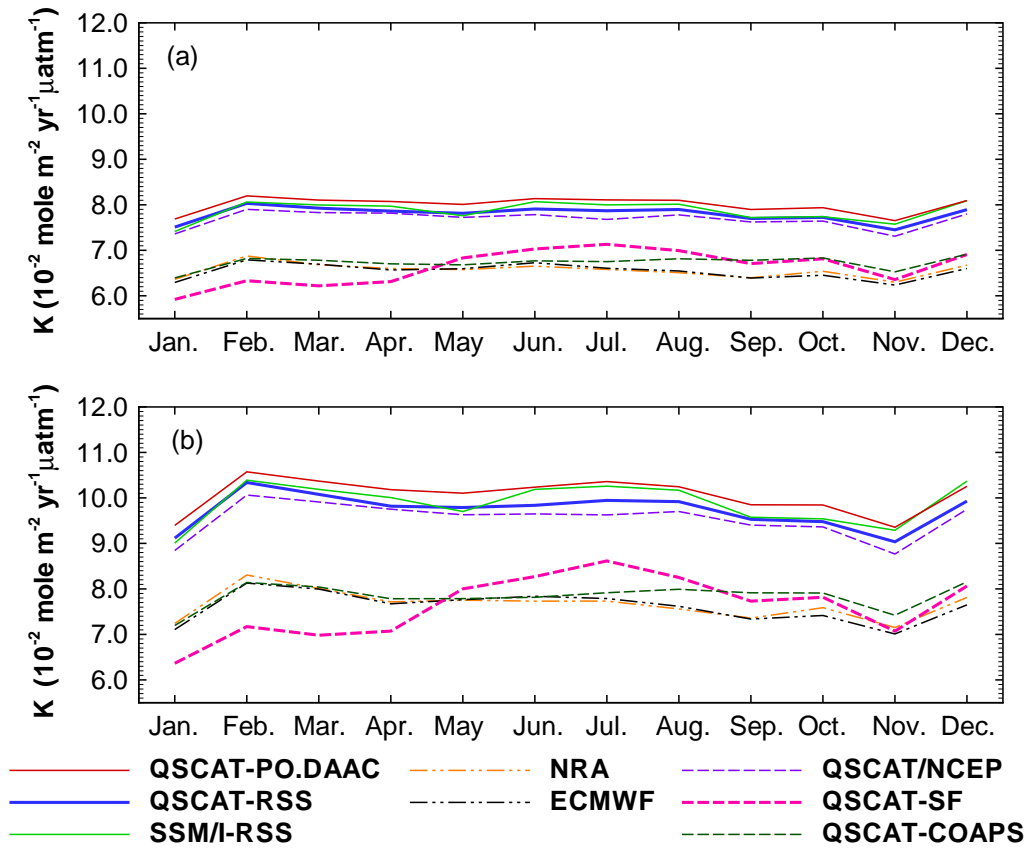 12.0
(a)
11.0
10.0
9.0
8.0
7.0
6.0
K (10⁻² mole m⁻² yr⁻¹μatm⁻¹)
Jan. Feb. Mar. Apr. May Jun. Jul. Aug. Sep. Oct. Nov. Dec.
12.0
(b)
11.0
10.0
9.0
8.0
7.0
6.0
K (10⁻² mole m⁻² yr⁻¹μatm⁻¹)
Jan. Feb. Mar. Apr. May Jun. Jul. Aug. Sep. Oct. Nov. Dec.
QSCAT-PO.DAAC NRA QSCAT/NCEP
QSCAT-RSS ECMWF QSCAT-SF
SSM/I-RSS QSCAT-COAPS